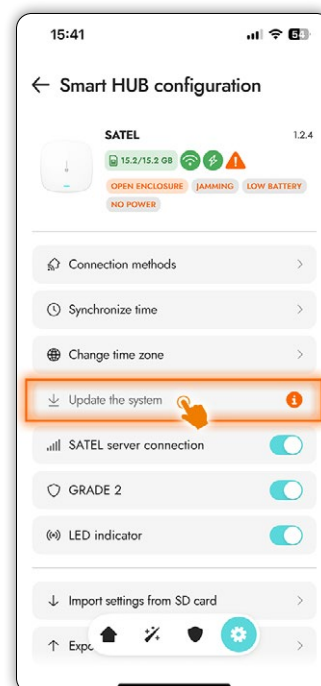 15:41
54
Smart HUB configuration
SATEL
1.2.4
15.2/15.2 GB
OPEN ENCLOSURE JAMMING LOW BATTERY
NO POWER
Connection methods
Synchronize time
Change time zone
Update the system
SATEL server connection
GRADE 2
LED indicator
Import settings from SD card
Expo